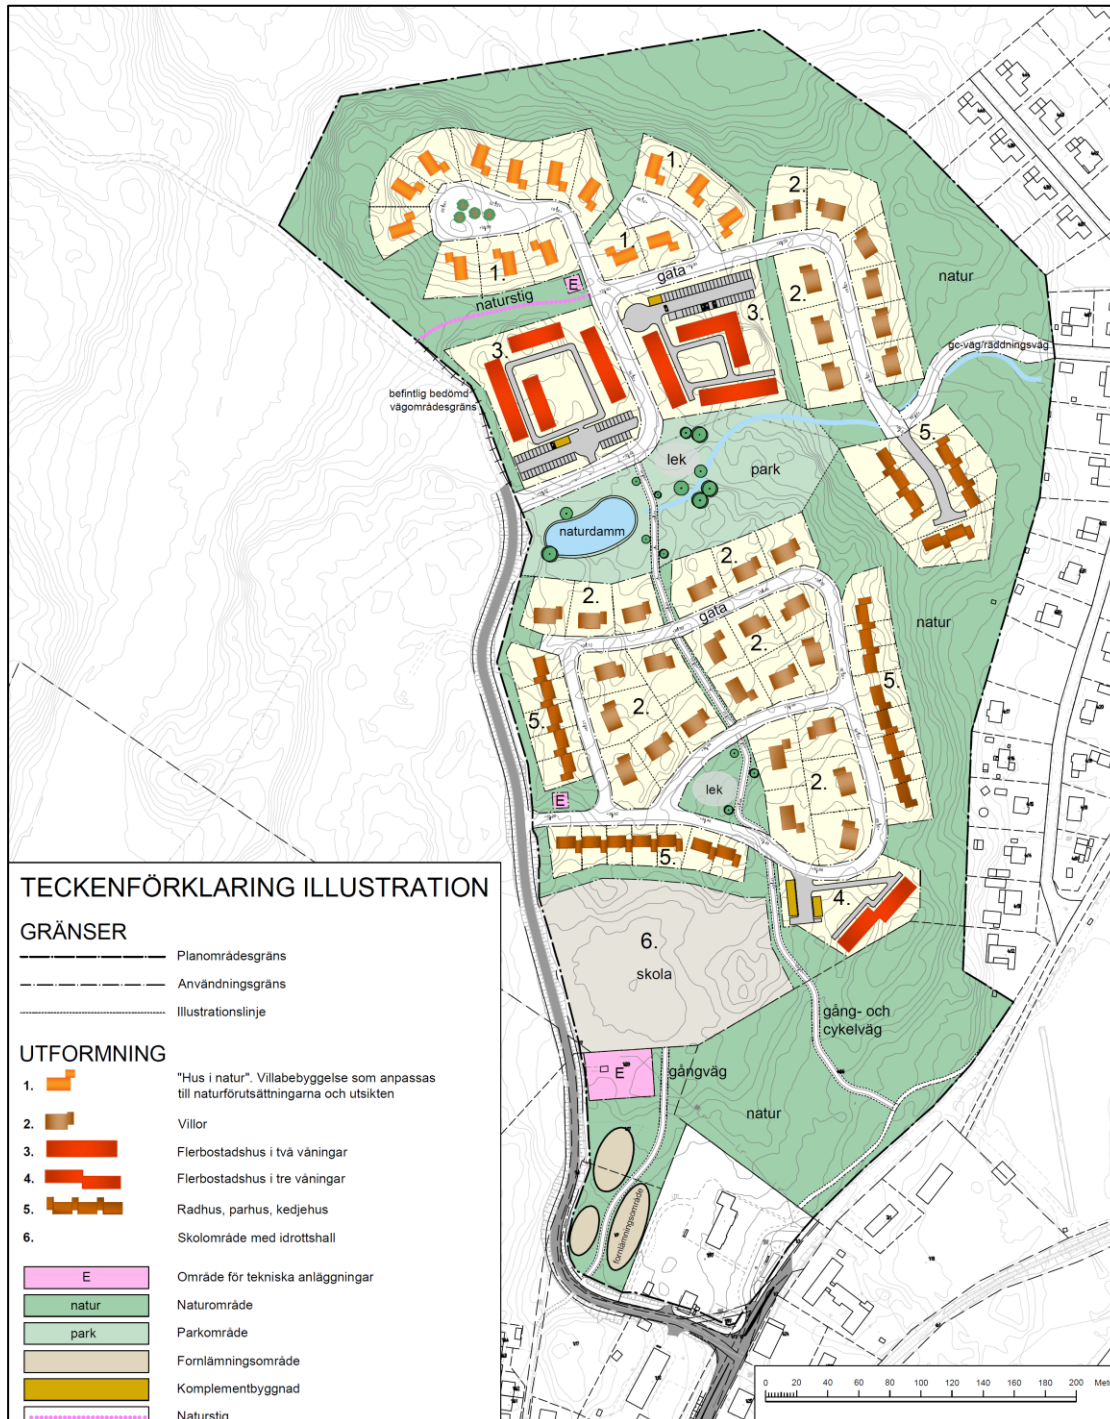 1.
1.
2.
1.
1.
gata
natur
E
naturstig
2.
3.
3.
gc-väg/räddningsväg
befintlig bedömd
vägområdesgräns
5.
lek
park
naturdamm
2.
2.
gata
natur
2.
5.
2.
5.
lek
2.
E
5.
4.
6.
skola
gång- och
cykelväg
gångväg
E
natur
fornlämningsområde
TECKENFÖRKLARING ILLUSTRATION
GRÄNSER
Planområdesgräns
Användningsgräns
Illustrationslinje
UTFORMNING
1. "Hus i natur". Villabebyggelse som anpassas
till naturförutsättningarna och utsikten
2. Villor
3. Flerbostadshus i två våningar
4. Flerbostadshus i tre våningar
5. Radhus, parhus, kedjehus
6. Skolområde med idrottshall
E Område för tekniska anläggningar
natur Naturområde
park Parkområde
Fornlämningsområde
Komplementbyggnad
Naturstig
0 20 40 60 80 100 120 140 160 180 200 Mete